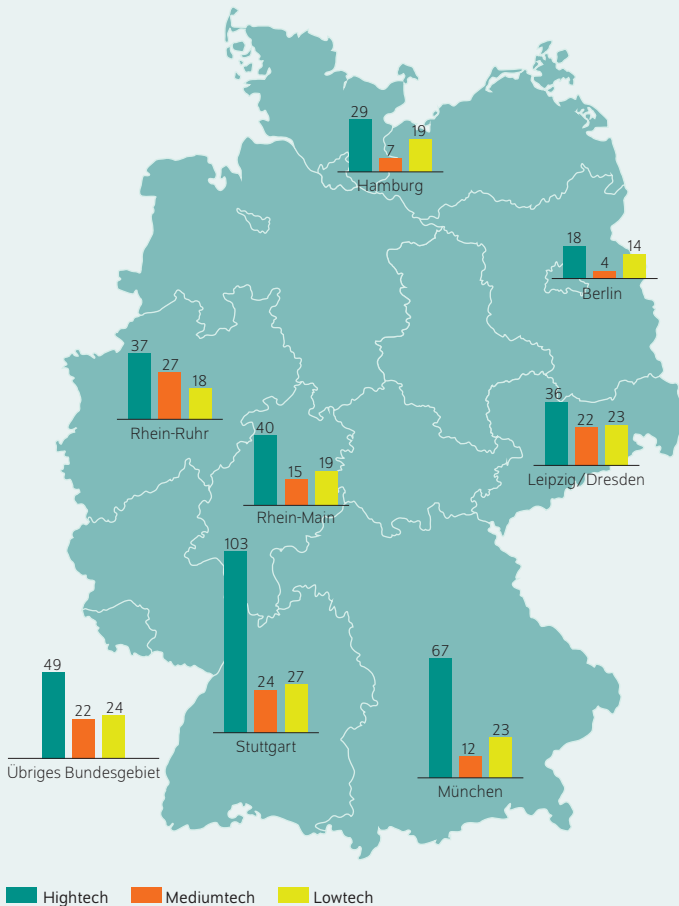 29 7 19
Hamburg
18 4 14
Berlin
37 27 18
Rhein-Ruhr
36 22 23
Leipzig/Dresden
40 15 19
Rhein-Main
103 24 27
Stuttgart
67 12 23
München
49 22 24
Übriges Bundesgebiet
Hightech Mediumtech Lowtech